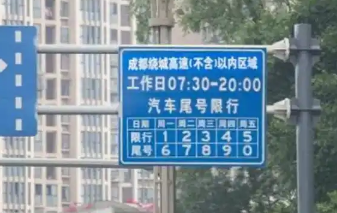 成都绕城高速(不含)以内区域
工作日07:30-20:00
汽车尾号限行
日期 周一 周二 周三 周四 周五
限行 1 2 3 4 5
尾号 6 7 8 9 0